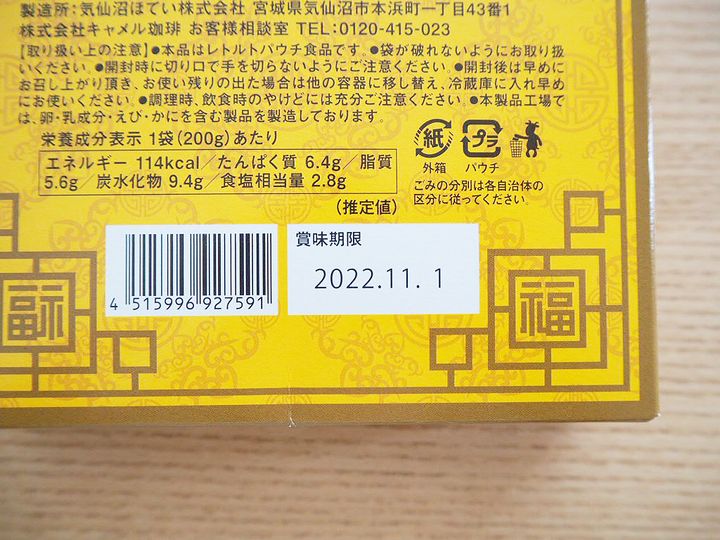 製造所：気仙沼ほてい株式会社 宮城県気仙沼市本浜町一丁目43番1
株式会社キャメル珈琲 お客様相談室 TEL：0120-415-023
【取り扱い上の注意】●本品はレトルトパウチ食品です。●袋が破れないようにお取り扱
いください。●開封時に切り口で手を切らないようにご注意ください。●開封後は早めに
お召し上がり頂き、お使い残りの出た場合は他の容器に移し替え、冷蔵庫に入れ早め
にお使いください。●調理時、飲食時のやけどには充分ご注意ください。●本製品工場で
は、卵・乳成分・えび・かにを含む製品を製造しております。
栄養成分表示 1袋（200g）あたり
エネルギー 114kcal／たんぱく質 6.4g／脂質
5.6g／炭水化物 9.4g／食塩相当量 2.8g
（推定値）
紙
外箱
プラ
パウチ
ごみの分別は各自治体の
区分に従ってください。
賞味期限
2022.11. 1
4 515996 927591
福
福